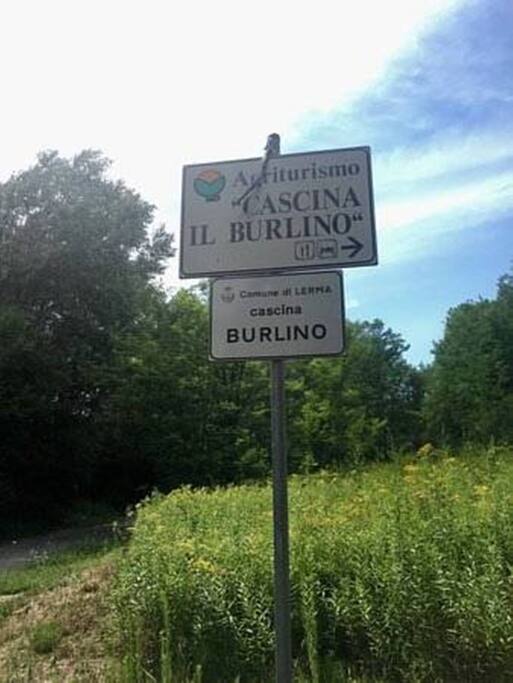 Agriturismo
"CASCINA
IL BURLINO"
Comune di LERMA
cascina
BURLINO